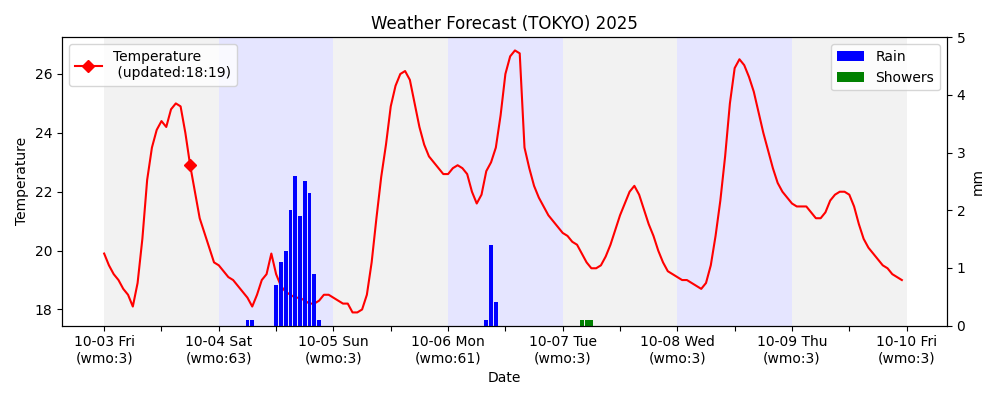 Weather Forecast (TOKYO) 2025
Temperature
(updated:18:19)
Rain
Showers
26
24
22
20
18
Temperature
5
4
3
2
1
0
mm
10-03 Fri
(wmo:3)
10-04 Sat
(wmo:63)
10-05 Sun
(wmo:3)
10-06 Mon
(wmo:61)
10-07 Tue
(wmo:3)
10-08 Wed
(wmo:3)
10-09 Thu
(wmo:3)
10-10 Fri
(wmo:3)
Date